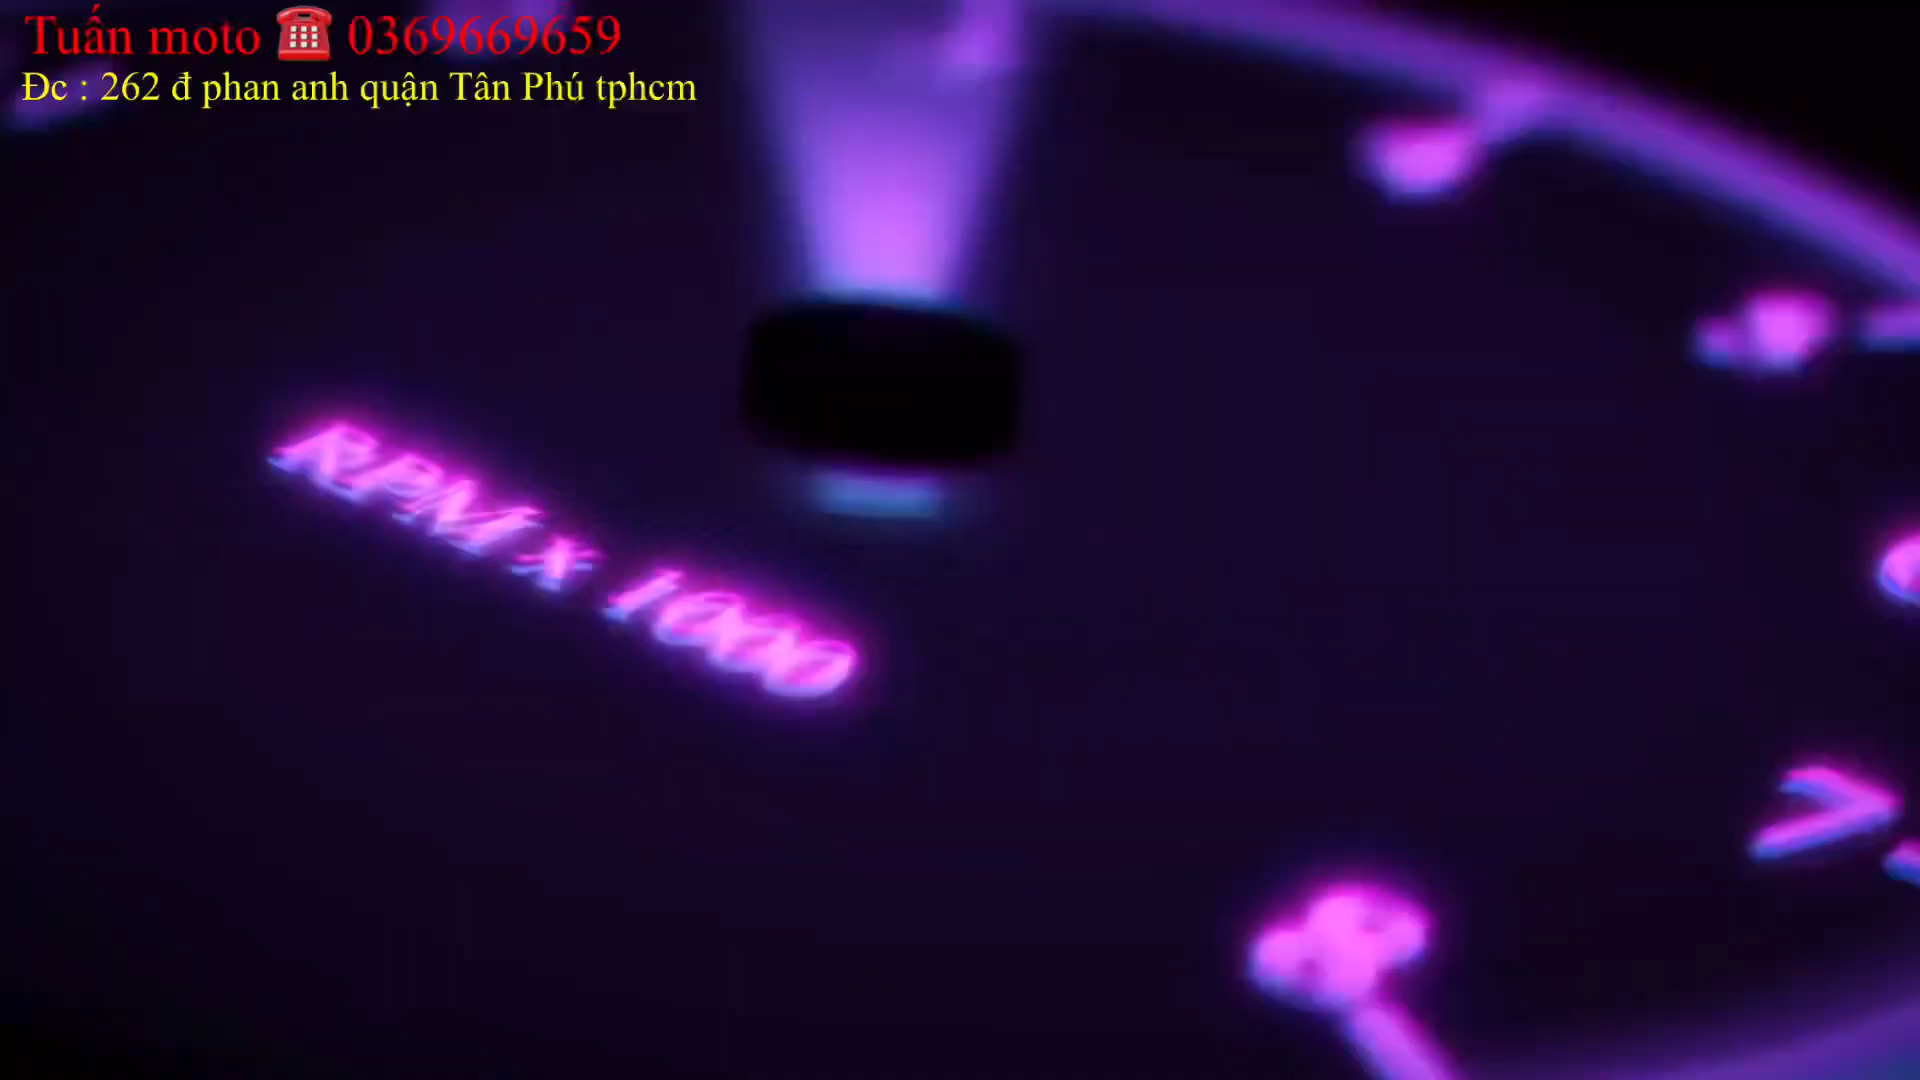 Tuấn moto ☎ 0369669659
Đc : 262 đ phan anh quận Tân Phú tphcm
RPM x 1000